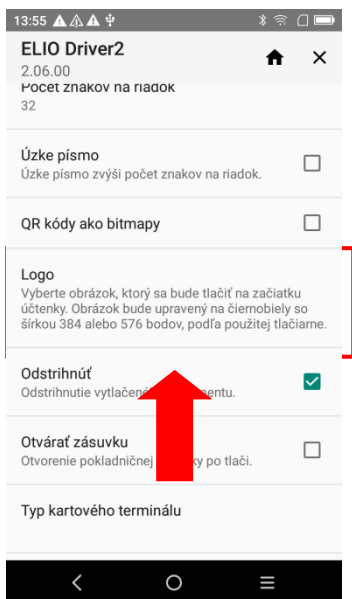 13:55
ELIO Driver2
2.06.00
Počet znakov na riadok
32
Úzke písmo
Úzke písmo zvýši počet znakov na riadok.
QR kódy ako bitmapy
Logo
Vyberte obrázok, ktorý sa bude tlačiť na začiatku
účtenky. Obrázok bude upravený na čiernobiely so
šírkou 384 alebo 576 bodov, podľa použitej tlačiarne.
Odstrihnúť
Odstrihnutie
Otvárať zásuvku
Otvorenie pokladničnej po tlači.
Typ kartového terminálu